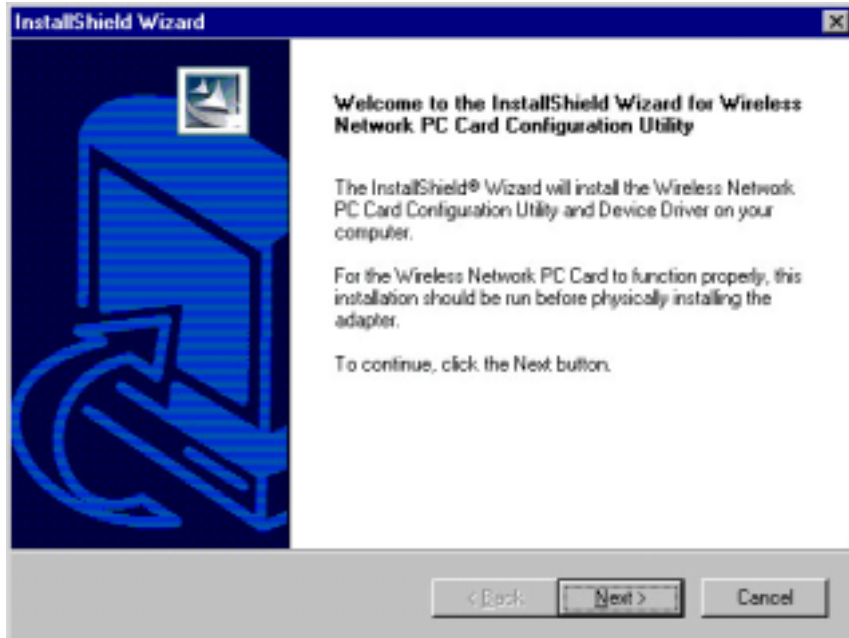 InstallShield Wizard
Welcome to the InstallShield Wizard for Wireless
Network PC Card Configuration Utility
The InstallShield® Wizard will install the Wireless Network
PC Card Configuration Utility and Device Driver on your
computer.
For the Wireless Network PC Card to function properly, this
installation should be run before physically installing the
adapter.
To continue, click the Next button.
< Back Next > Cancel